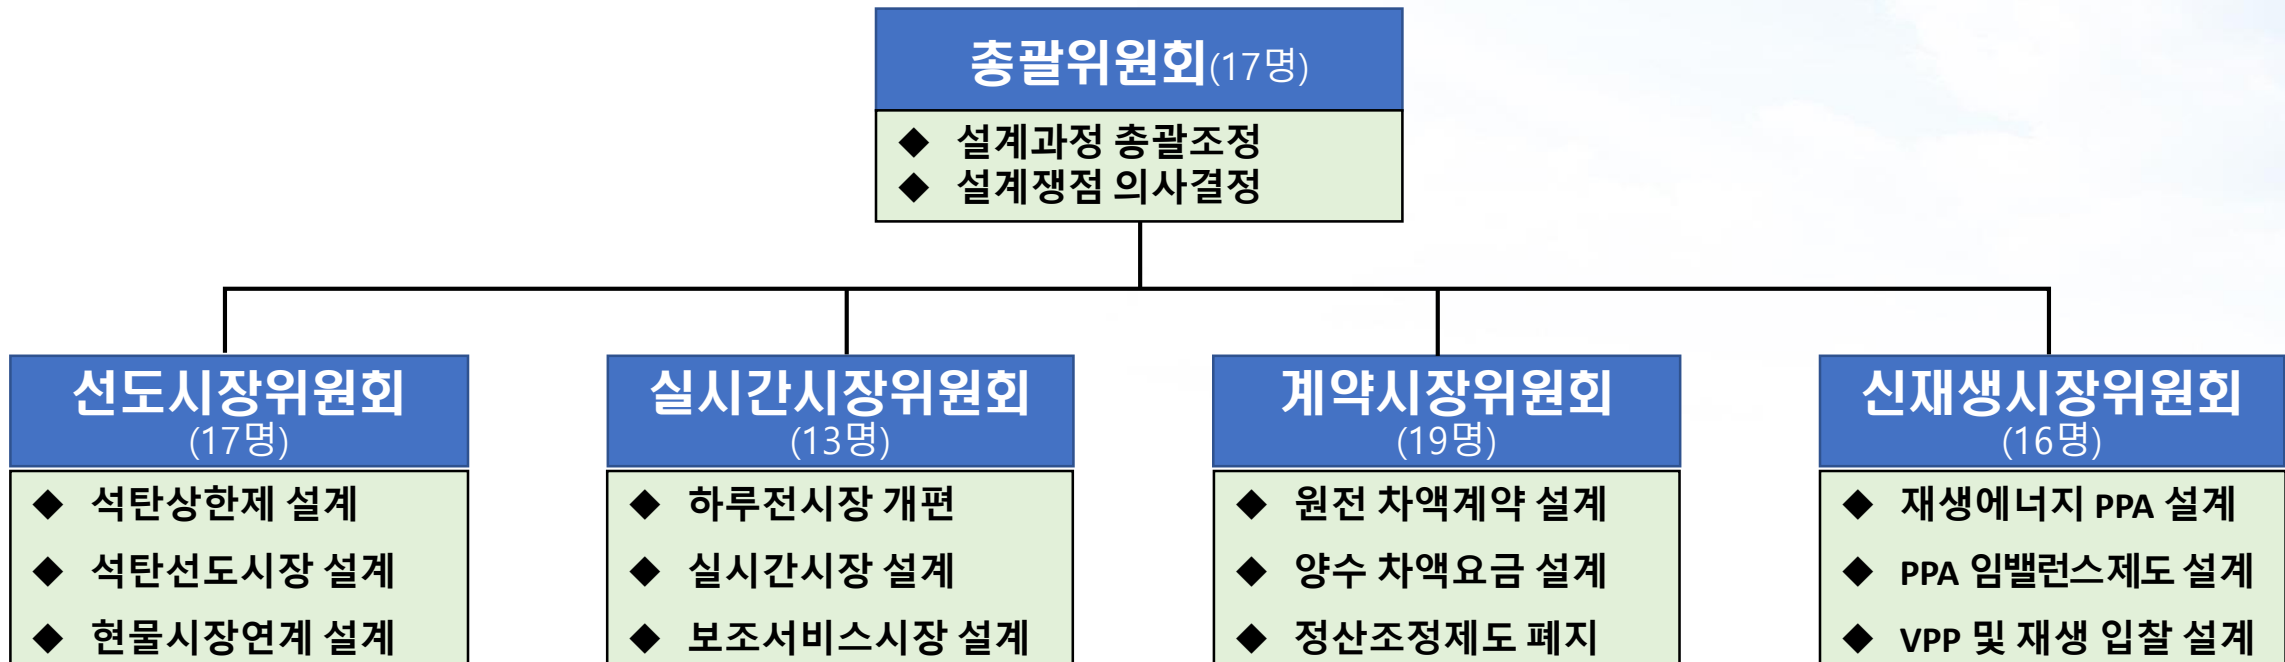 총괄위원회(17명)
◆ 설계과정 총괄조정
◆ 설계쟁점 의사결정
선도시장위원회
(17명)
◆ 석탄상한제 설계
◆ 석탄선도시장 설계
◆ 현물시장연계 설계
실시간시장위원회
(13명)
◆ 하루전시장 개편
◆ 실시간시장 설계
◆ 보조서비스시장 설계
계약시장위원회
(19명)
◆ 원전 차액계약 설계
◆ 양수 차액요금 설계
◆ 정산조정제도 폐지
신재생시장위원회
(16명)
◆ 재생에너지 PPA 설계
◆ PPA 임밸런스제도 설계
◆ VPP 및 재생 입찰 설계